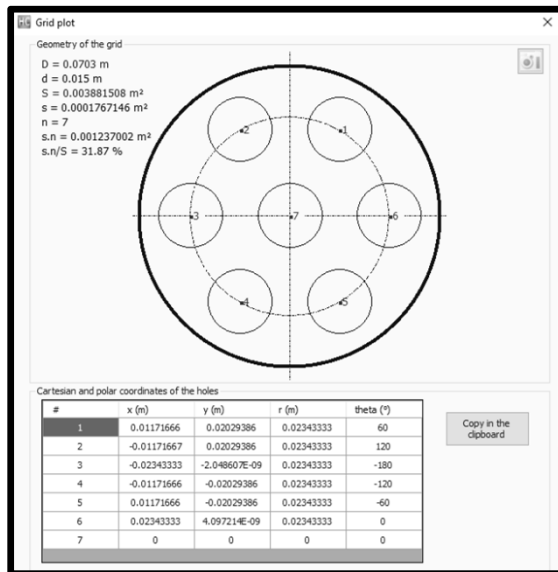 Grid plot
Geometry of the grid
D = 0.0703 m
d = 0.015 m
S = 0.003881508 m²
s = 0.0001767146 m²
n = 7
s.n = 0.001237002 m²
s.n/S = 31.87 %
2 1
3 7 6
4 5
Cartesian and polar coordinates of the holes
# x (m) y (m) r (m) theta (°)
1 0.01171666 0.02029386 0.02343333 60
2 -0.01171667 0.02029386 0.02343333 120
3 -0.02343333 -2.048607E-09 0.02343333 -180
4 -0.01171666 -0.02029386 0.02343333 -120
5 0.01171666 -0.02029386 0.02343333 -60
6 0.02343333 4.097214E-09 0.02343333 0
7 0 0 0 0
Copy in the
clipboard